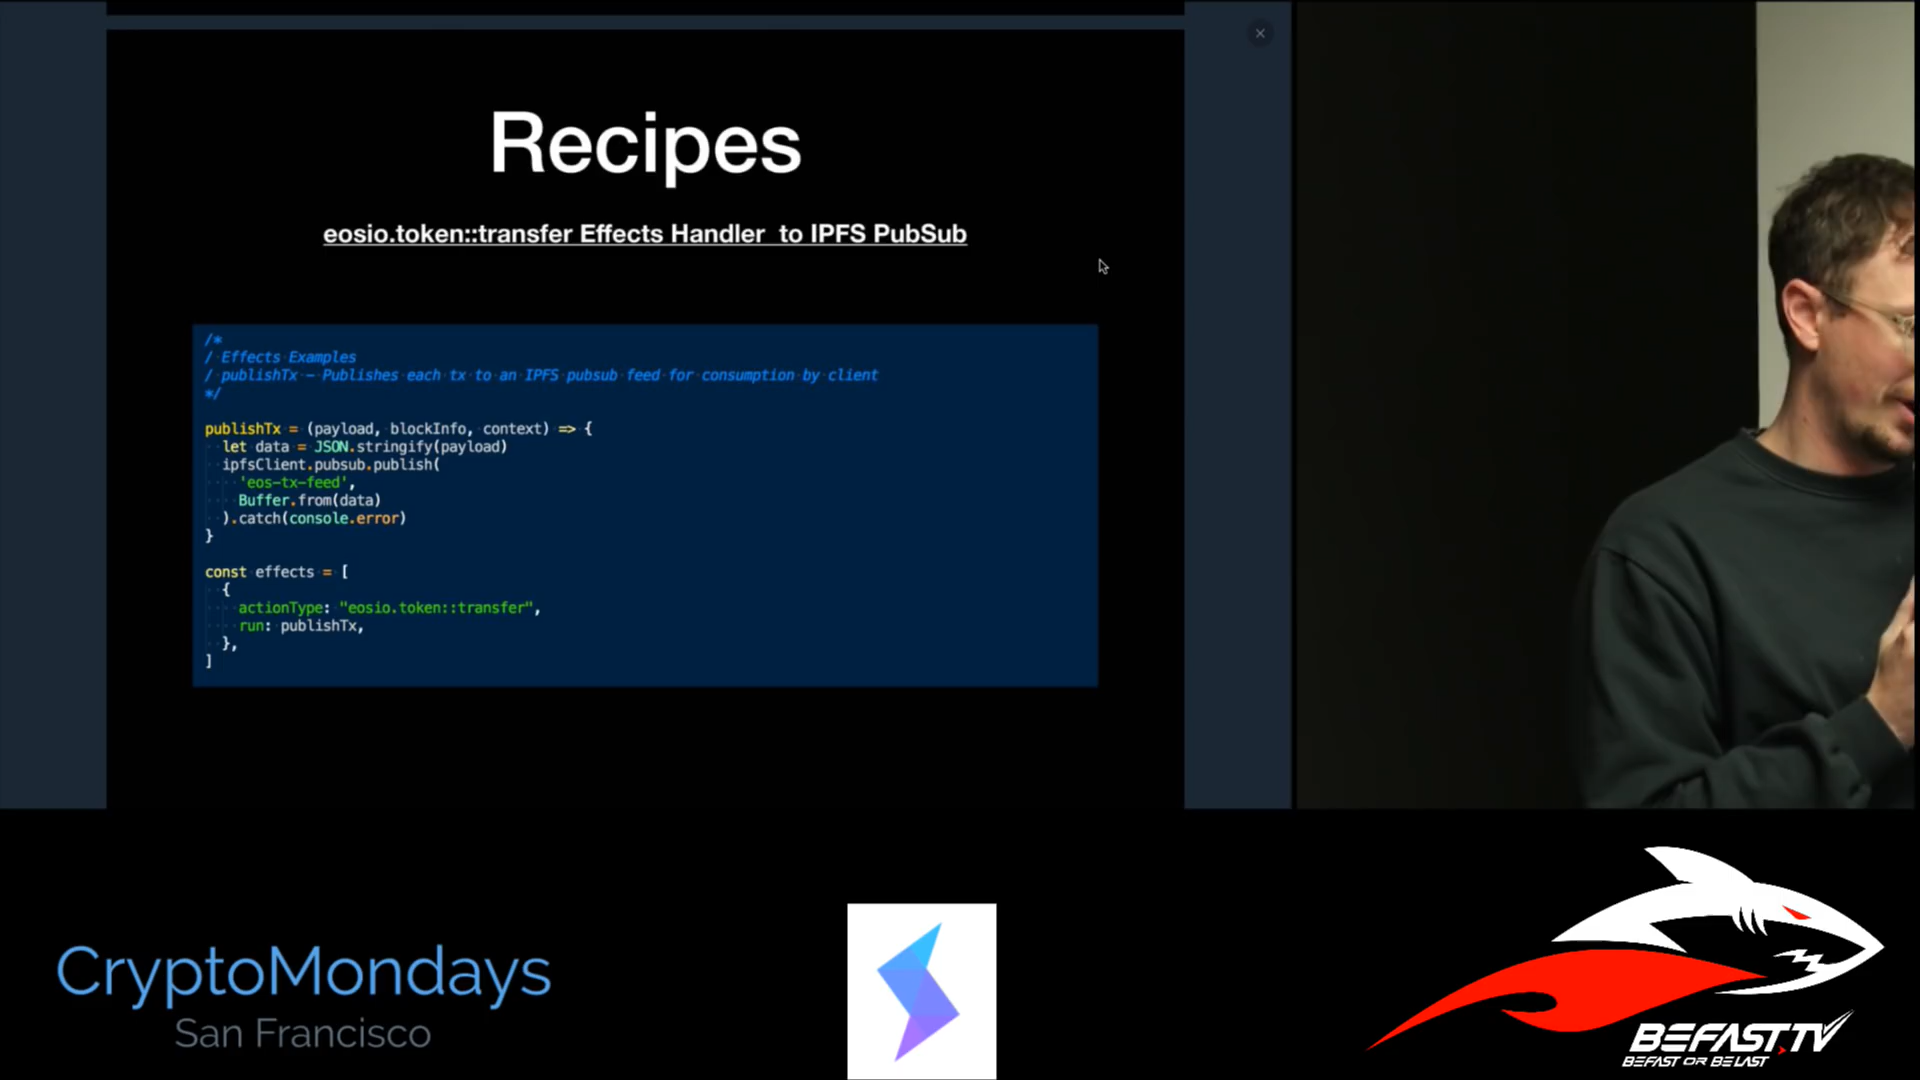 Recipes
eosio.token::transfer Effects Handler to IPFS PubSub
/*
/ Effects Examples
/ publishTx – Publishes each tx to an IPFS pubsub feed for consumption by client
*/
publishTx = (payload, blockInfo, context) => {
let data = JSON.stringify(payload)
ipfsClient.pubsub.publish(
'eos-tx-feed',
Buffer.from(data)
).catch(console.error)
}
const effects = [
{
actionType: "eosio.token::transfer",
run: publishTx,
},
]
CryptoMondays
San Francisco
BEFAST.TV
BEFAST OR BE LAST